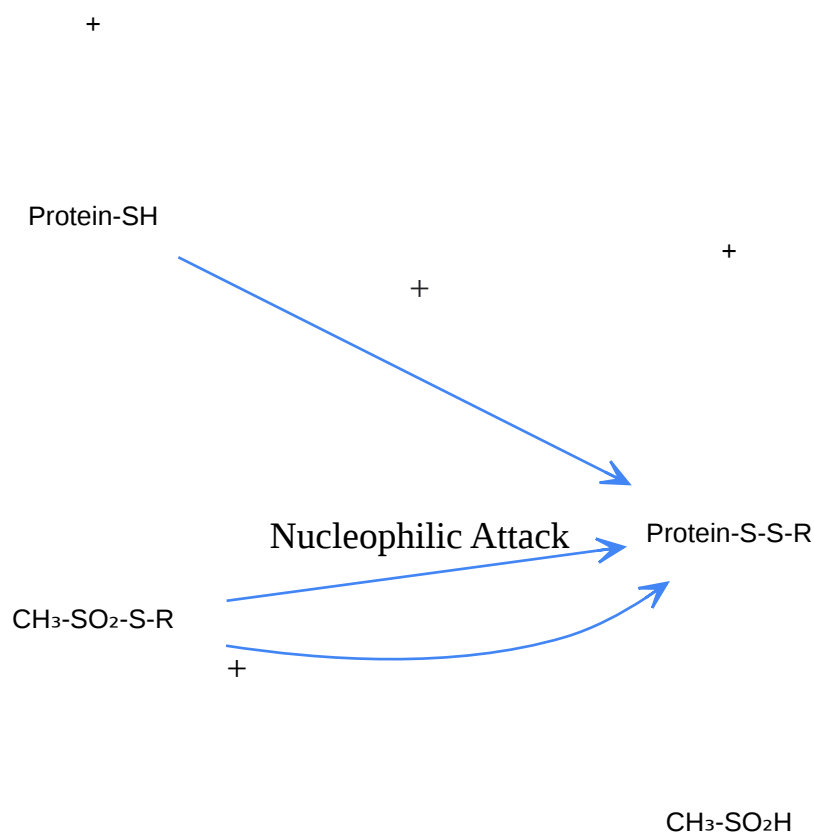 +
Protein-SH
+
+
Nucleophilic Attack
Protein-S-S-R
CH₃-SO₂-S-R
+
CH₃-SO₂H